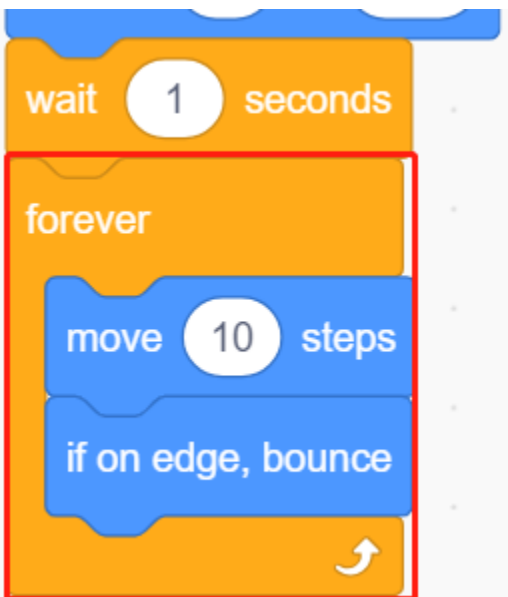 wait 1 seconds
forever
move 10 steps
if on edge, bounce